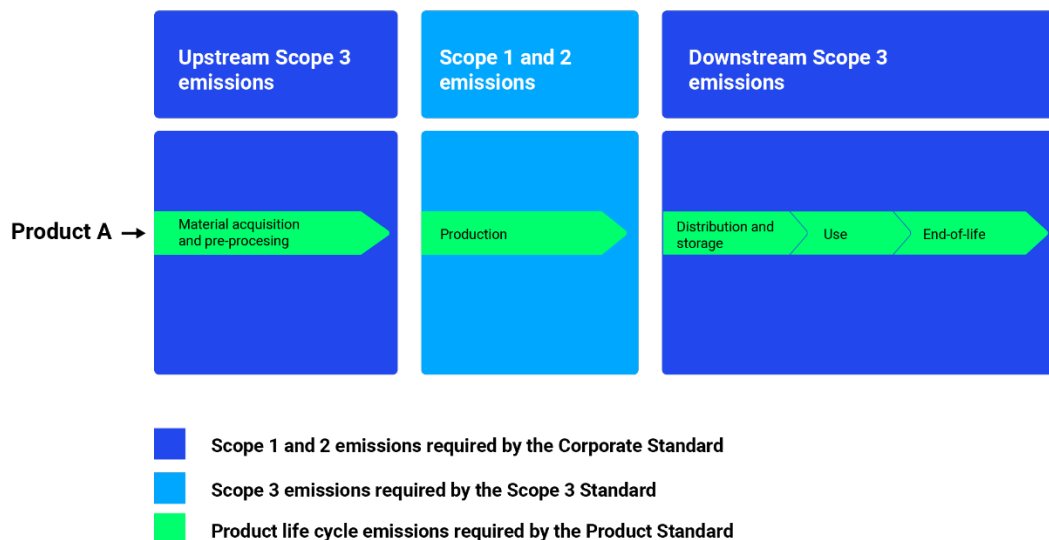 Upstream Scope 3
emissions
Scope 1 and 2
emissions
Downstream Scope 3
emissions
Product A →
Material acquisition
and pre-procesing
Production
Distribution and
storage
Use
End-of-life
Scope 1 and 2 emissions required by the Corporate Standard
Scope 3 emissions required by the Scope 3 Standard
Product life cycle emissions required by the Product Standard